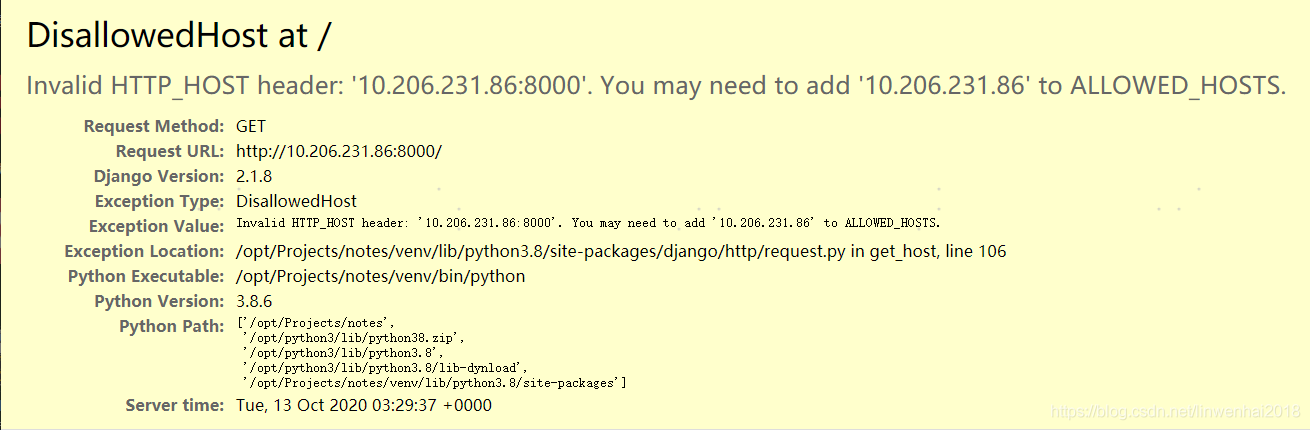 DisallowedHost at /
Invalid HTTP_HOST header: '10.206.231.86:8000'. You may need to add '10.206.231.86' to ALLOWED_HOSTS.
Request Method: GET
Request URL: http://10.206.231.86:8000/
Django Version: 2.1.8
Exception Type: DisallowedHost
Exception Value: Invalid HTTP_HOST header: '10.206.231.86:8000'. You may need to add '10.206.231.86' to ALLOWED_HOSTS.
Exception Location: /opt/Projects/notes/venv/lib/python3.8/site-packages/django/http/request.py in get_host, line 106
Python Executable: /opt/Projects/notes/venv/bin/python
Python Version: 3.8.6
Python Path: ['/opt/Projects/notes',
'/opt/python3/lib/python38.zip',
'/opt/python3/lib/python3.8',
'/opt/python3/lib/python3.8/lib-dynload',
'/opt/Projects/notes/venv/lib/python3.8/site-packages']
Server time: Tue, 13 Oct 2020 03:29:37 +0000
https://blog.csdn.net/linwenhai2018